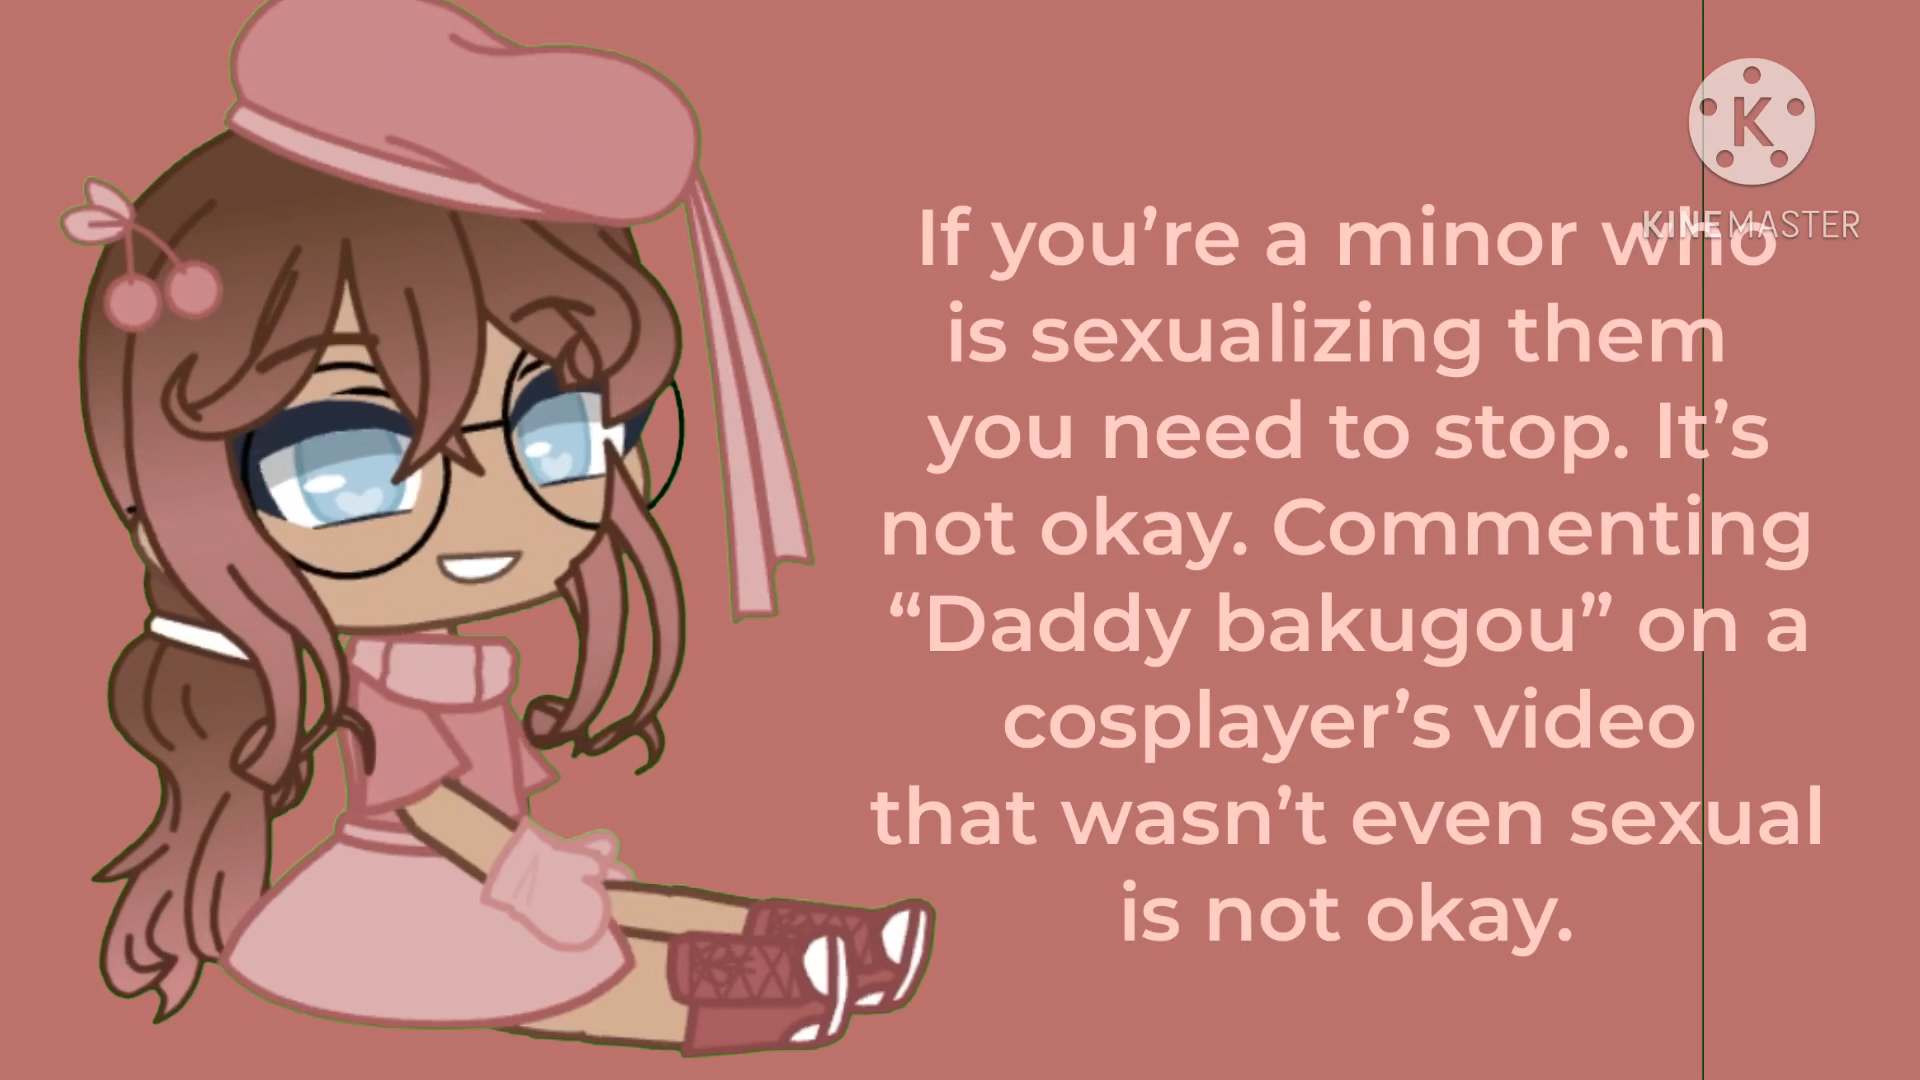 K
KINEMASTER
If you’re a minor who
is sexualizing them
you need to stop. It’s
not okay. Commenting
“Daddy bakugou” on a
cosplayer’s video
that wasn’t even sexual
is not okay.